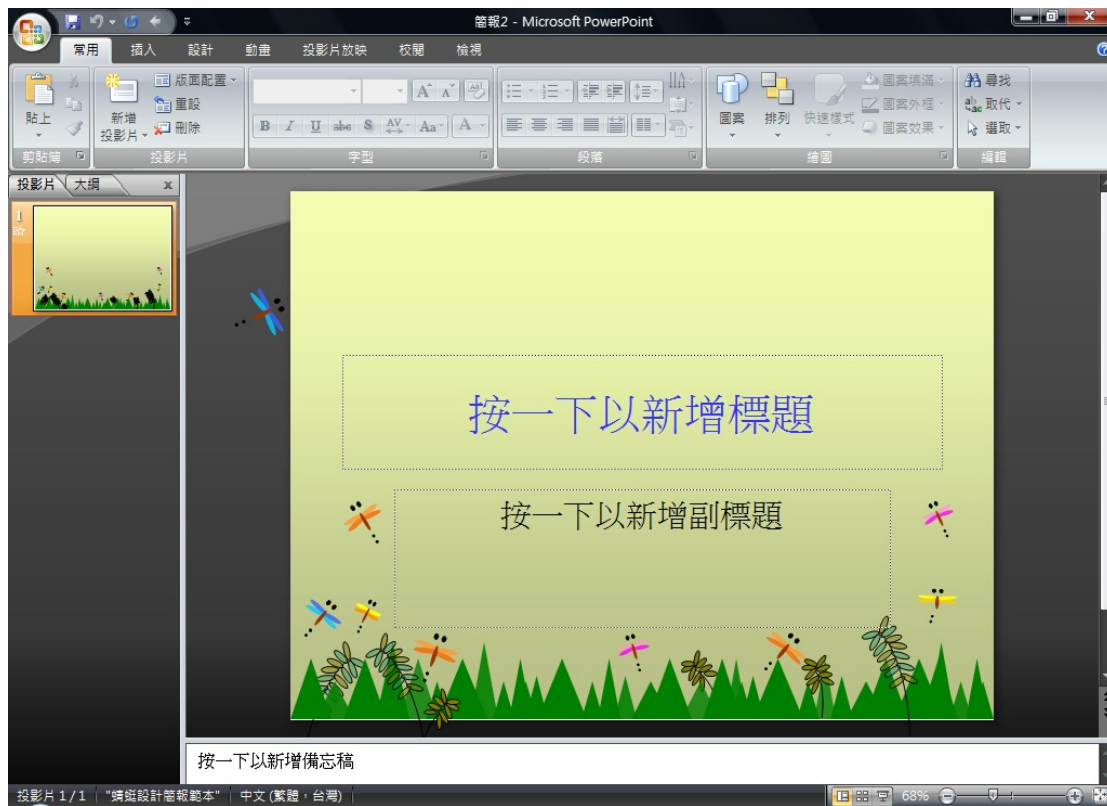 簡報2 - Microsoft PowerPoint
常用 插入 設計 動畫 投影片放映 校閱 檢視
貼上
剪貼簿
新增
投影片
版面配置
重設
刪除
投影片
B I U abc S AV Aa A
字型
段落
圖案
排列
快速樣式
圖案填滿
圖案外框
圖案效果
繪圖
尋找
取代
選取
編輯
投影片 大綱 x
1
按一下以新增標題
按一下以新增副標題
按一下以新增備忘稿
投影片 1 / 1 "蜻蜓設計簡報範本" 中文 (繁體，台灣) 68%